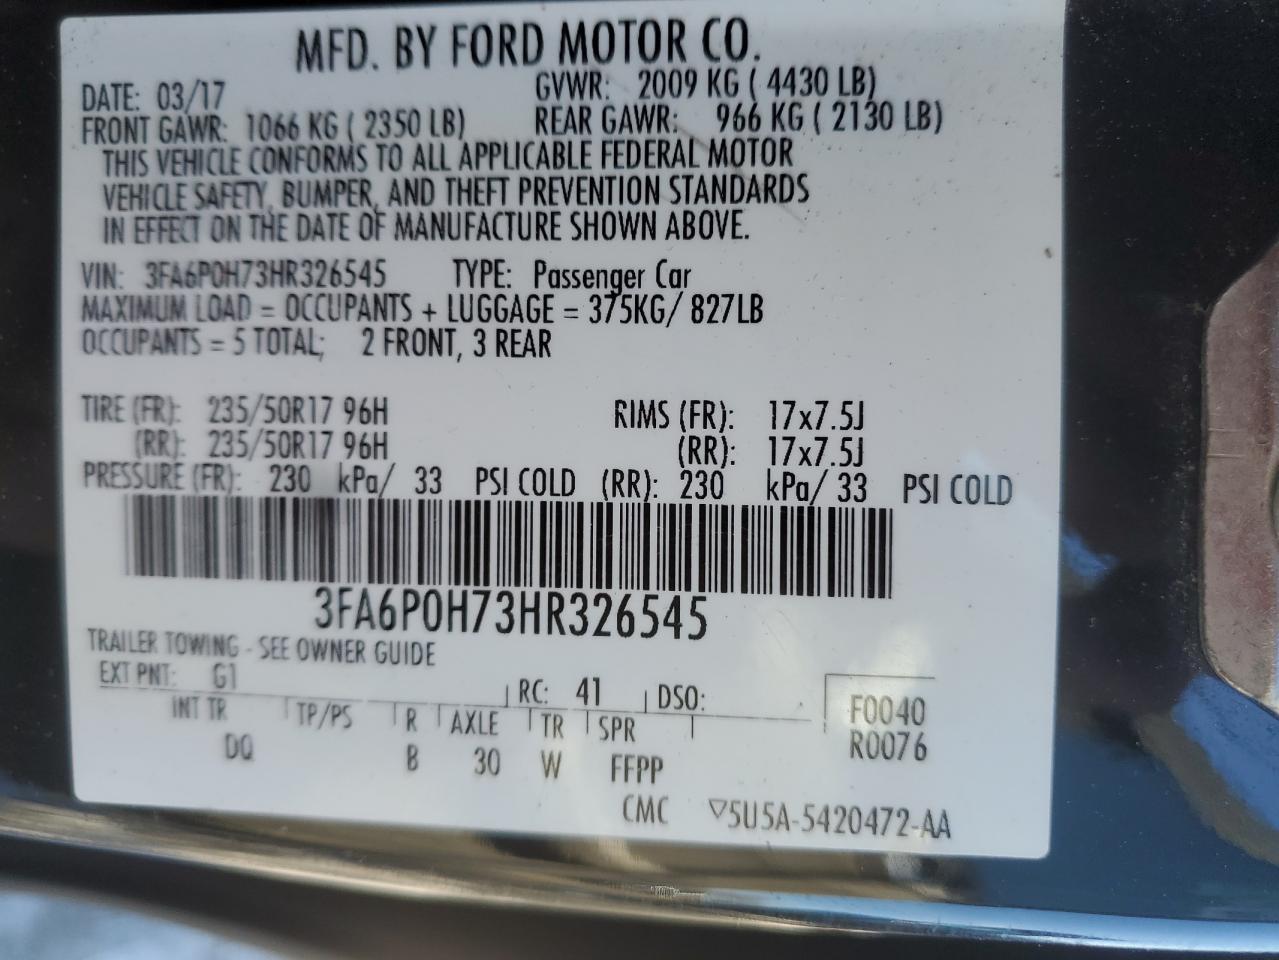 MFD. BY FORD MOTOR CO.
DATE: 03/17 GVWR: 2009 KG ( 4430 LB)
FRONT GAWR: 1066 KG ( 2350 LB) REAR GAWR: 966 KG ( 2130 LB)
THIS VEHICLE CONFORMS TO ALL APPLICABLE FEDERAL MOTOR
VEHICLE SAFETY, BUMPER, AND THEFT PREVENTION STANDARDS
IN EFFECT ON THE DATE OF MANUFACTURE SHOWN ABOVE.
VIN: 3FA6P0H73HR326545 TYPE: Passenger Car
MAXIMUM LOAD = OCCUPANTS + LUGGAGE = 375KG/ 827LB
OCCUPANTS = 5 TOTAL; 2 FRONT, 3 REAR
TIRE (FR): 235/50R17 96H RIMS (FR): 17x7.5J
(RR): 235/50R17 96H (RR): 17x7.5J
PRESSURE (FR): 230 kPa/ 33 PSI COLD (RR): 230 kPa/ 33 PSI COLD
3FA6P0H73HR326545
TRAILER TOWING - SEE OWNER GUIDE
EXT PNT: G1 RC: 41 DSO: F0040
INT TR TP/PS R AXLE TR SPR R0076
DQ B 30 W FFPP
CMC ▽5U5A-5420472-AA